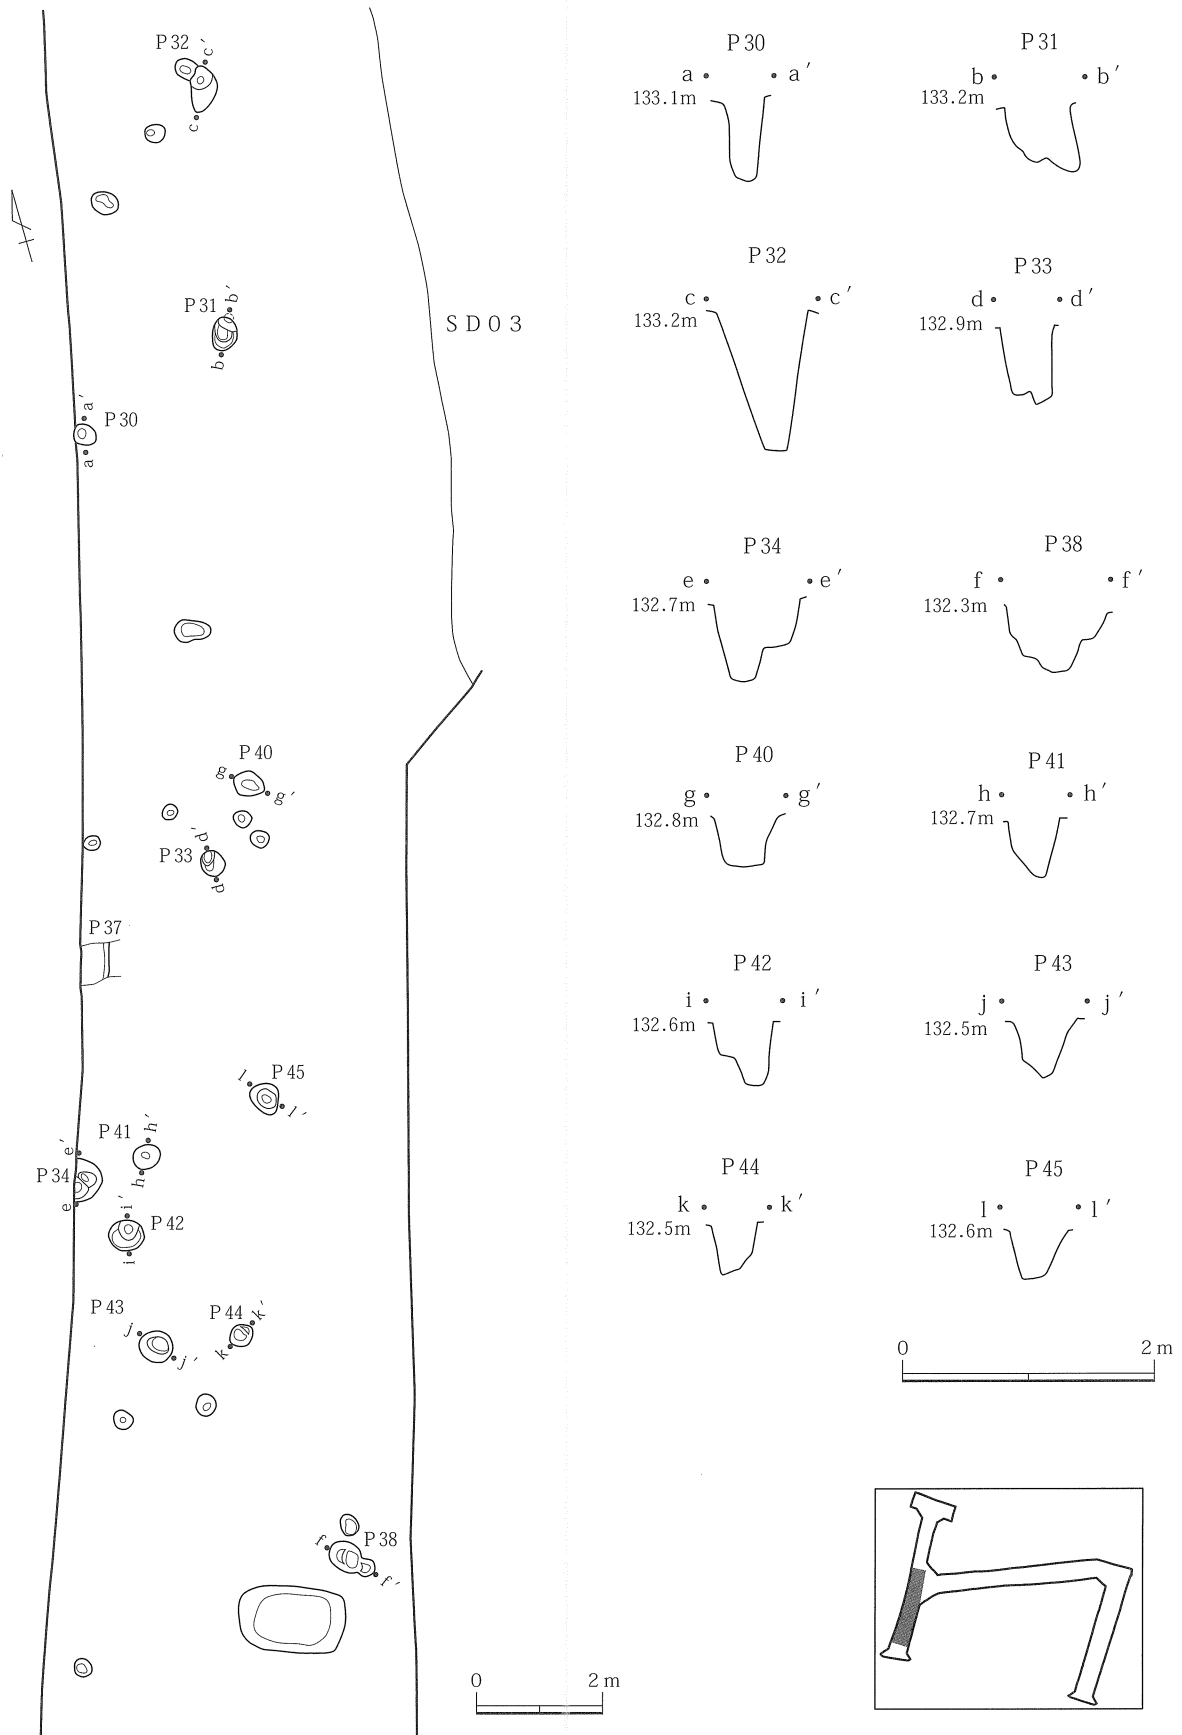 P32
c′
c
P31
b′
b
SD03
a′
P30
a
P40
g
g′
d′
P33
d
P37
l
P45
l′
P41
h′
e′
P34
h
e
i′
P42
i
P43
j
j′
P44
k′
k
P38
f
f′
0 2m
P30
a a′
133.1m
P31
b b′
133.2m
P32
c c′
133.2m
P33
d d′
132.9m
P34
e e′
132.7m
P38
f f′
132.3m
P40
g g′
132.8m
P41
h h′
132.7m
P42
i i′
132.6m
P43
j j′
132.5m
P44
k k′
132.5m
P45
l l′
132.6m
0 2m